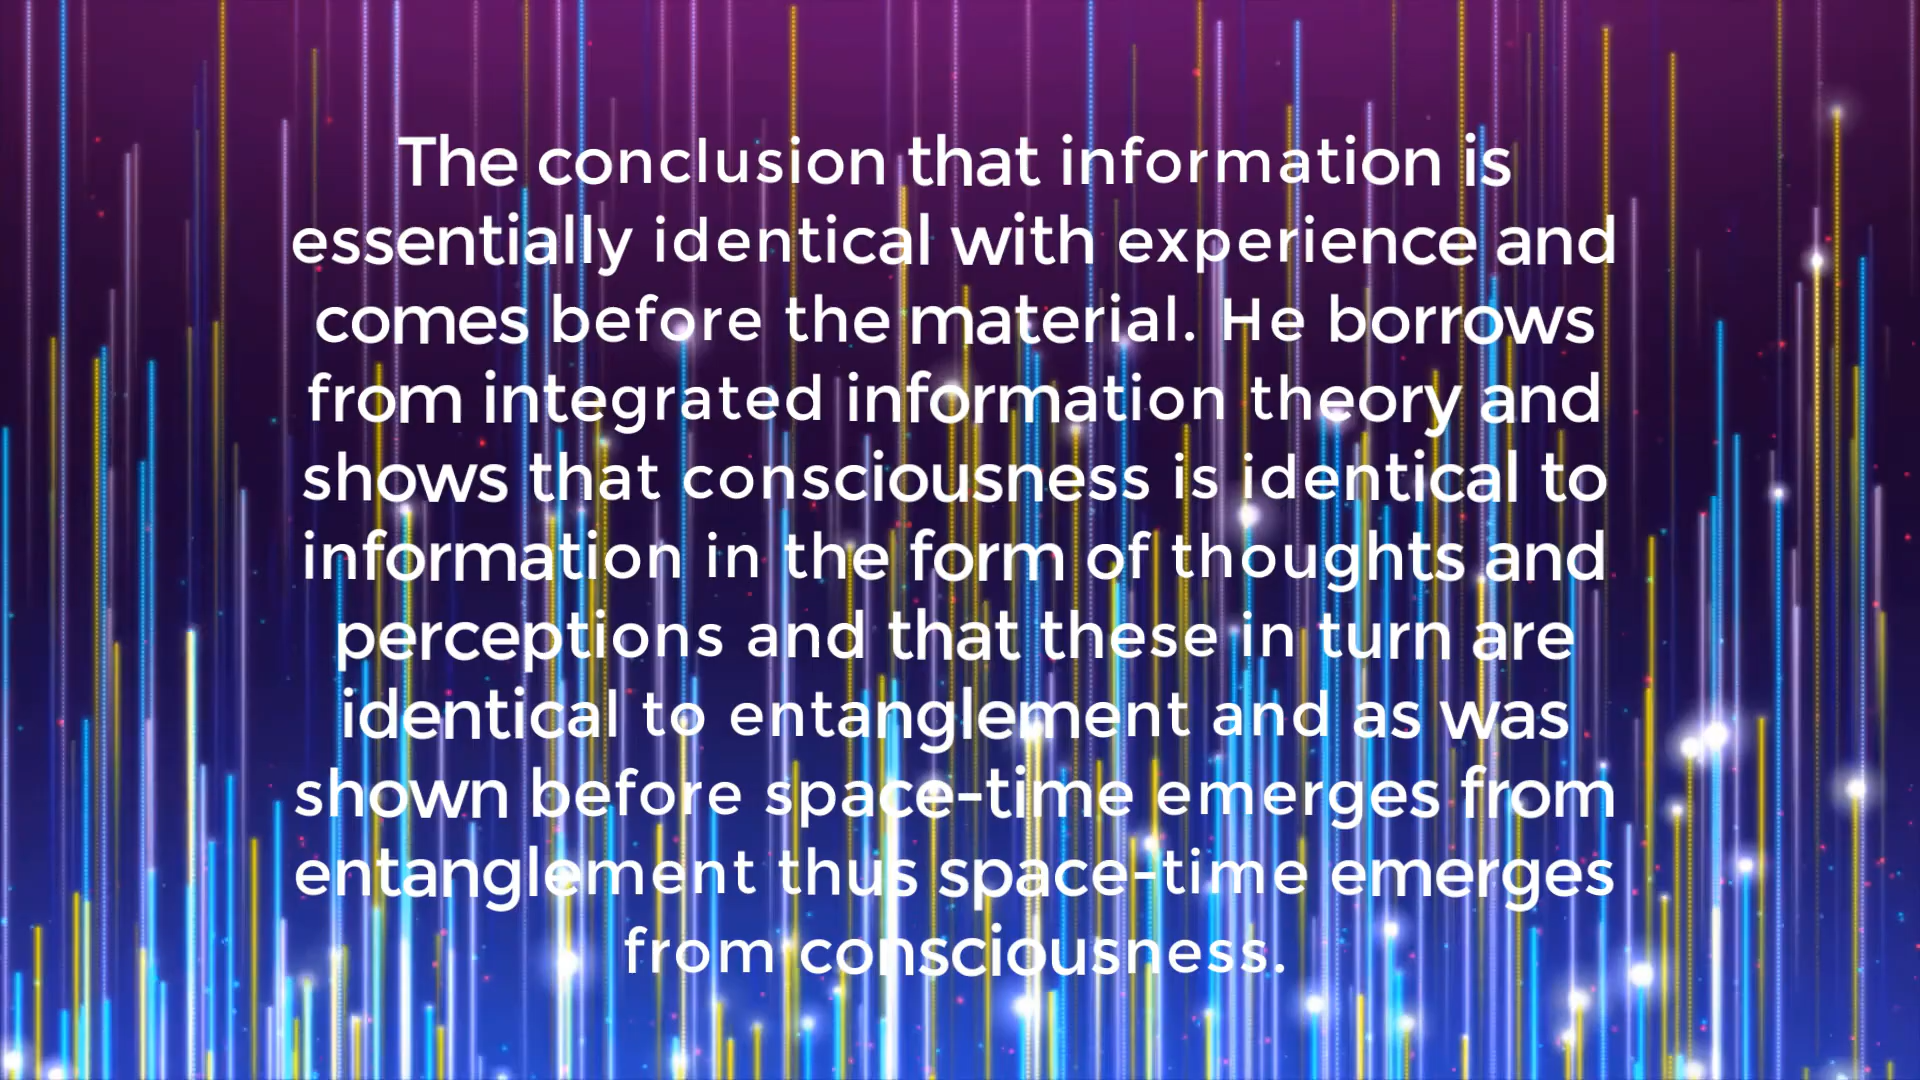 The conclusion that information is
essentially identical with experience and
comes before the material. He borrows
from integrated information theory and
shows that consciousness is identical to
information in the form of thoughts and
perceptions and that these in turn are
identical to entanglement and as was
shown before space-time emerges from
entanglement thus space-time emerges
from consciousness.